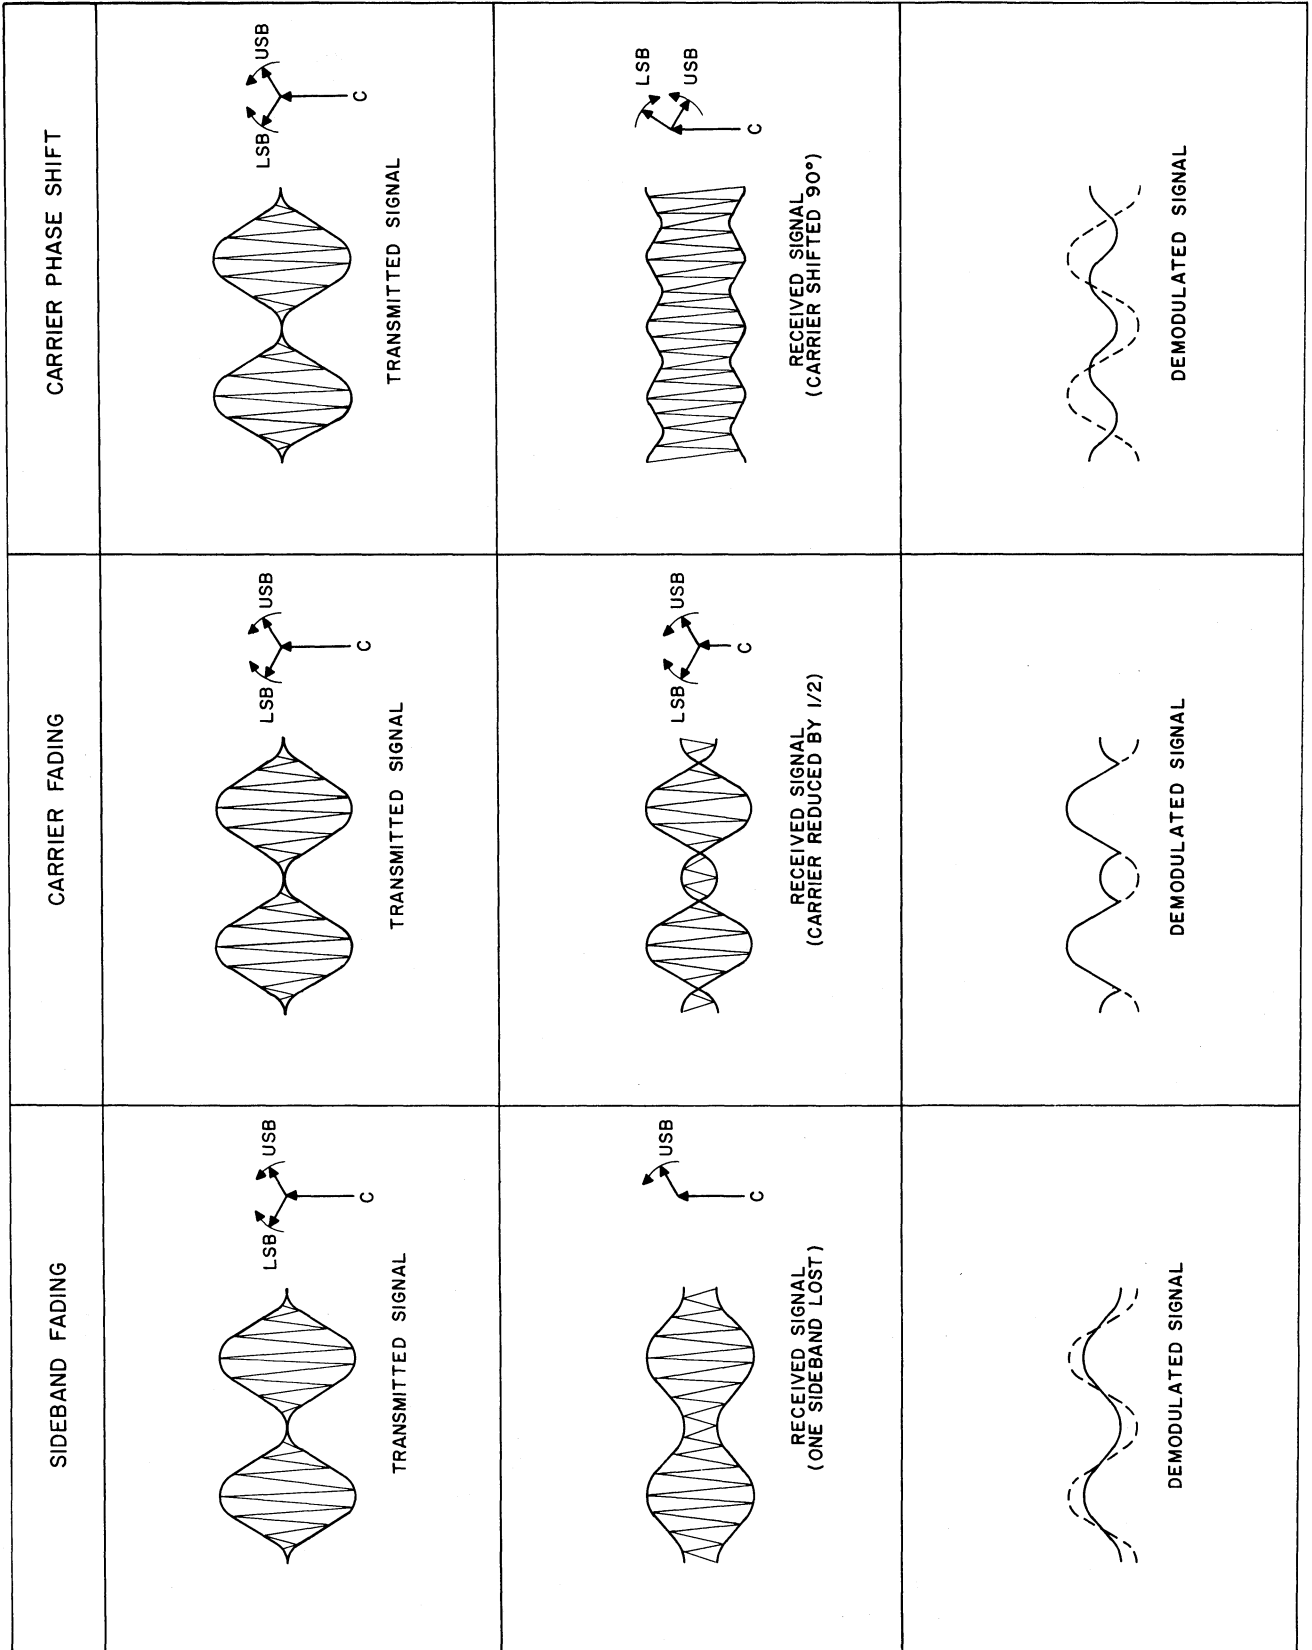 SIDEBAND FADING
LSB
USB
C
TRANSMITTED SIGNAL
USB
C
RECEIVED SIGNAL
(ONE SIDEBAND LOST)
DEMODULATED SIGNAL
CARRIER FADING
LSB
USB
C
TRANSMITTED SIGNAL
LSB
USB
C
RECEIVED SIGNAL
(CARRIER REDUCED BY 1/2)
DEMODULATED SIGNAL
CARRIER PHASE SHIFT
LSB
USB
C
TRANSMITTED SIGNAL
LSB
USB
C
RECEIVED SIGNAL
(CARRIER SHIFTED 90°)
DEMODULATED SIGNAL